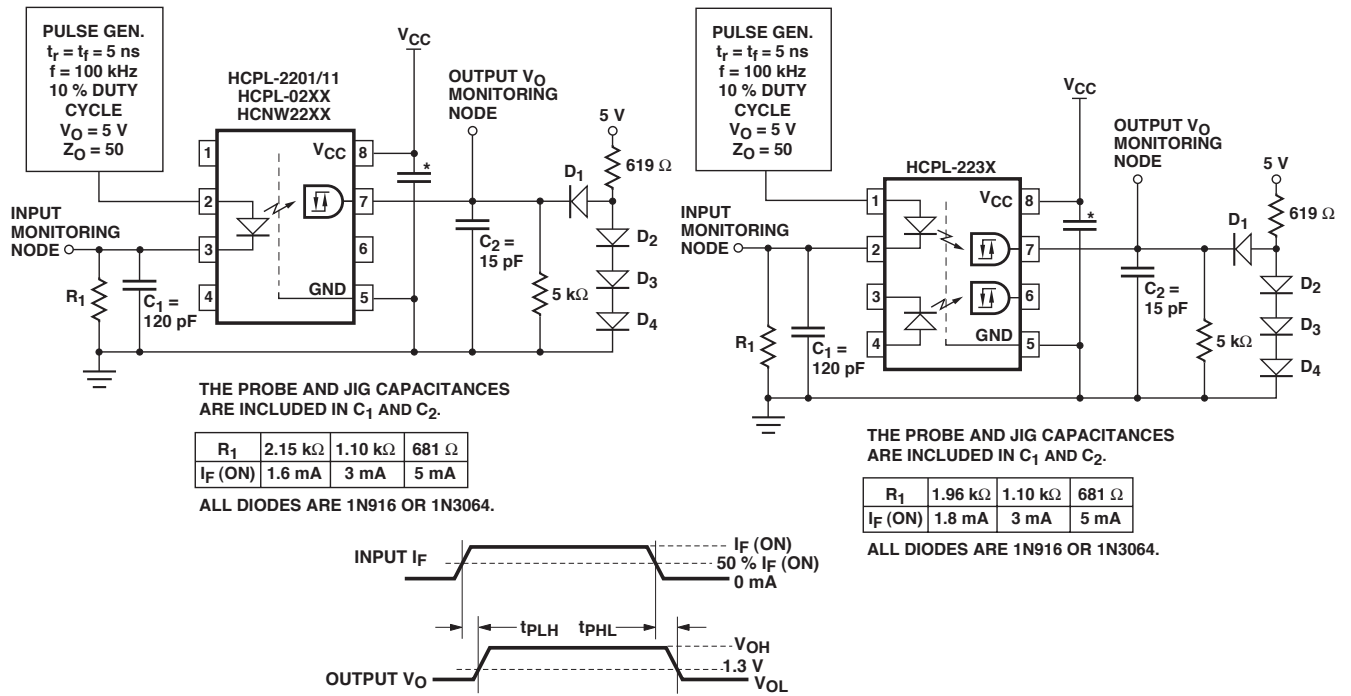 PULSE GEN.
tr = tf = 5 ns
f = 100 kHz
10 % DUTY
CYCLE
VO = 5 V
ZO = 50
HCPL-2201/11
HCPL-02XX
HCNW22XX
VCC
OUTPUT VO
MONITORING
NODE
5 V
619 Ω
1
2
3
4
VCC 8
7
6
GND 5
*
D1
D2
D3
D4
INPUT
MONITORING
NODE
R1
C1 =
120 pF
C2 =
15 pF
5 kΩ
THE PROBE AND JIG CAPACITANCES
ARE INCLUDED IN C1 AND C2.
R1 2.15 kΩ 1.10 kΩ 681 Ω
IF (ON) 1.6 mA 3 mA 5 mA
ALL DIODES ARE 1N916 OR 1N3064.
PULSE GEN.
tr = tf = 5 ns
f = 100 kHz
10 % DUTY
CYCLE
VO = 5 V
ZO = 50
HCPL-223X
VCC
OUTPUT VO
MONITORING
NODE
5 V
619 Ω
1
2
3
4
VCC 8
7
6
GND 5
*
D1
D2
D3
D4
INPUT
MONITORING
NODE
R1
C1 =
120 pF
C2 =
15 pF
5 kΩ
THE PROBE AND JIG CAPACITANCES
ARE INCLUDED IN C1 AND C2.
R1 1.96 kΩ 1.10 kΩ 681 Ω
IF (ON) 1.8 mA 3 mA 5 mA
ALL DIODES ARE 1N916 OR 1N3064.
INPUT IF
IF (ON)
50 % IF (ON)
0 mA
tPLH tPHL
OUTPUT VO
VOH
1.3 V
VOL